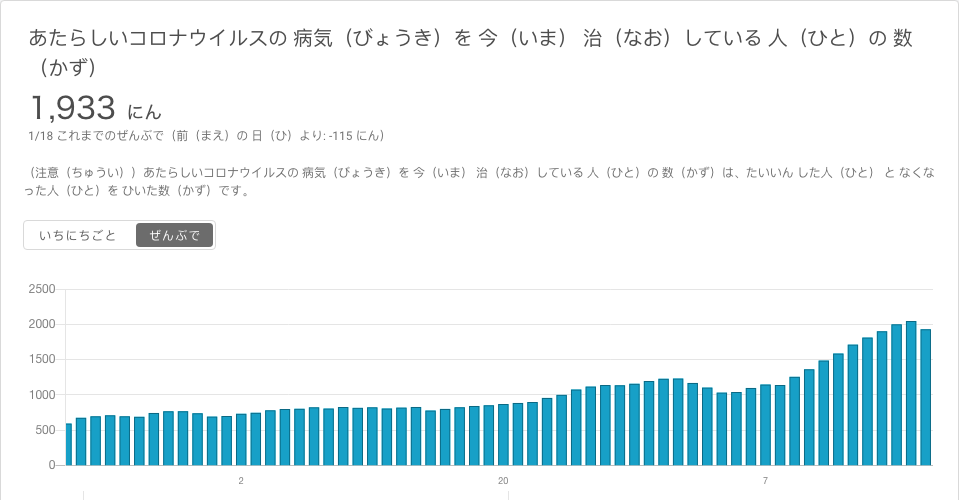 あたらしいコロナウイルスの 病気（びょうき）を 今（いま） 治（なお）している 人（ひと）の 数
（かず）
1,933 にん
1/18 これまでのぜんぶで（前（まえ）の 日（ひ）より: -115 にん）
（注意（ちゅうい））あたらしいコロナウイルスの 病気（びょうき）を 今（いま） 治（なお）している 人（ひと）の 数（かず）は、たいいん した人（ひと） と なくな
った人（ひと）を ひいた数（かず）です。
いちにちごと ぜんぶで
2500
2000
1500
1000
500
0
2 20 7